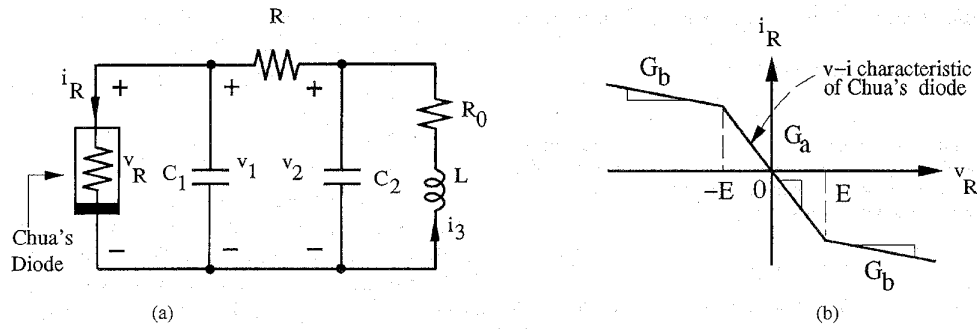 R
i_R
+
+
+
R_0
v_R
C_1
v_1
v_2
C_2
L
i_3
−
−
−
Chua's
Diode
(a)
i_R
G_b
v−i characteristic
of Chua's diode
G_a
−E
0
E
v_R
G_b
(b)